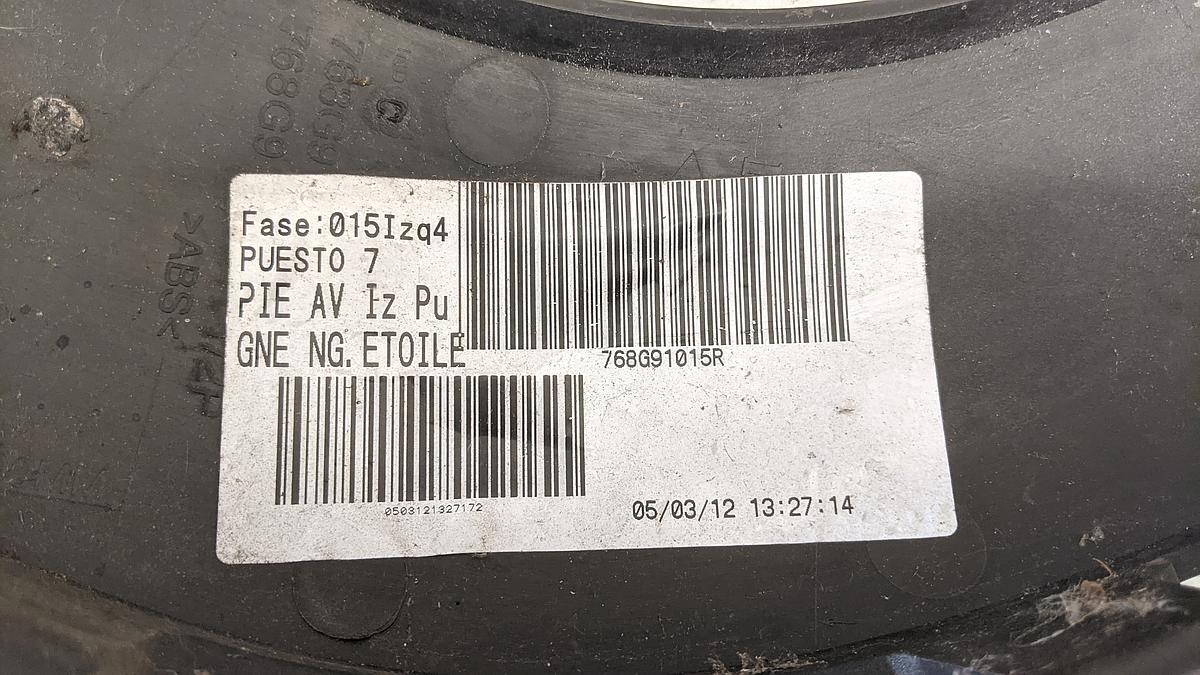 768G9
768G9
>ABS<
Fase:015Izq4
PUESTO 7
PIE AV Iz Pu
GNE NG.ETOILE
768G91015R
0503121327172
05/03/12 13:27:14